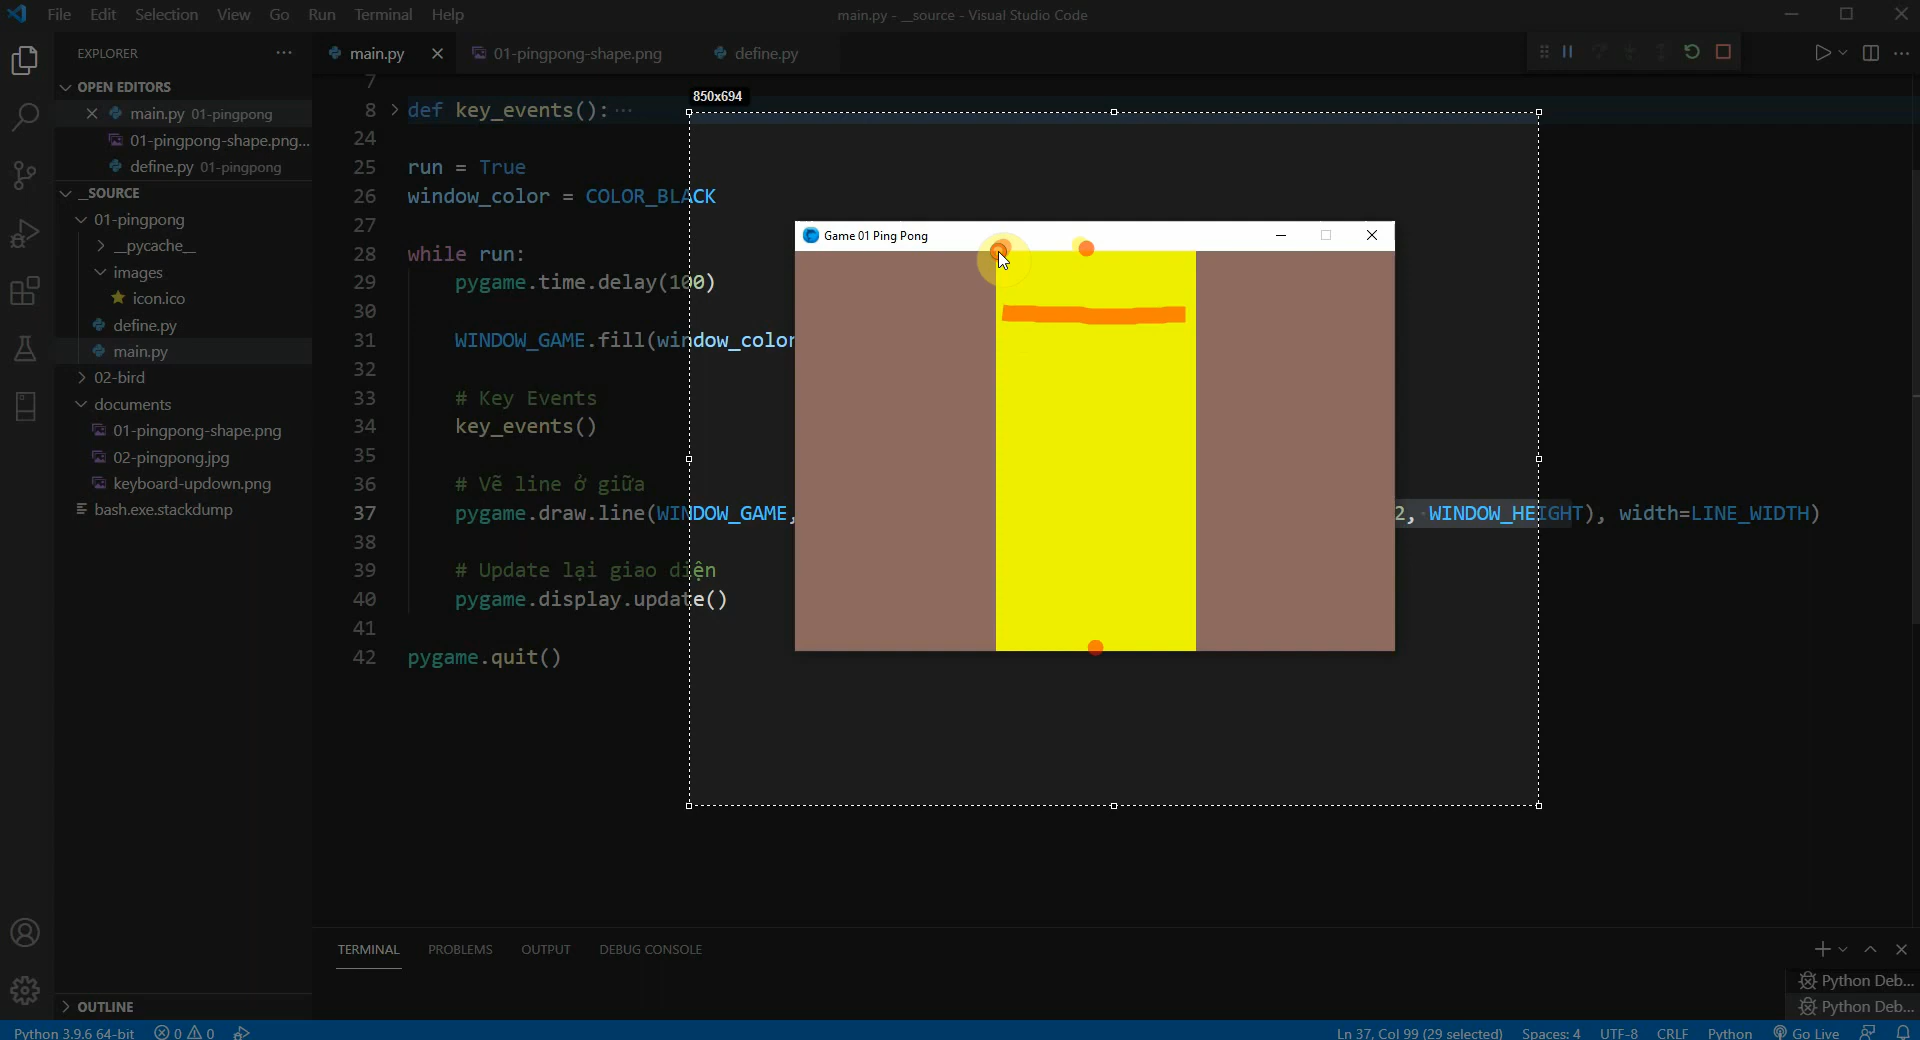 File Edit Selection View Go Run Terminal Help
main.py - __source - Visual Studio Code
EXPLORER
main.py
01-pingpong-shape.png
define.py
OPEN EDITORS
main.py 01-pingpong
01-pingpong-shape.png...
define.py 01-pingpong
_SOURCE
01-pingpong
__pycache__
images
icon.ico
define.py
main.py
02-bird
documents
01-pingpong-shape.png
02-pingpong.jpg
keyboard-updown.png
bash.exe.stackdump
OUTLINE
850x694
7
8 def key_events(): ...
24
25 run = True
26 window_color = COLOR_BLACK
27
28 while run:
29 pygame.time.delay(100)
30
31 WINDOW_GAME.fill(window_color
32
33 # Key Events
34 key_events()
35
36 # Vẽ line ở giữa
37 pygame.draw.line(WINDOW_GAME, 2, WINDOW_HEIGHT), width=LINE_WIDTH)
38
39 # Update lại giao diện
40 pygame.display.update()
41
42 pygame.quit()
Game 01 Ping Pong
TERMINAL PROBLEMS OUTPUT DEBUG CONSOLE
Python Deb...
Python Deb...
Python 3.9.6 64-bit 0 0
Ln 37, Col 99 (29 selected) Spaces: 4 UTF-8 CRLF Python Go Live